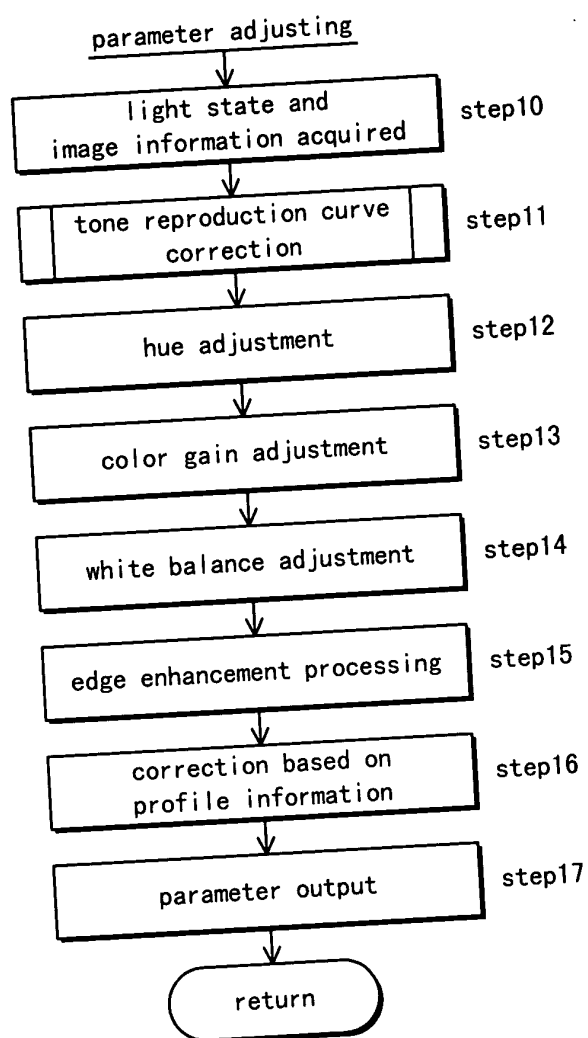 parameter adjusting
light state and
image information acquired
step10
tone reproduction curve
correction
step11
hue adjustment
step12
color gain adjustment
step13
white balance adjustment
step14
edge enhancement processing
step15
correction based on
profile information
step16
parameter output
step17
return